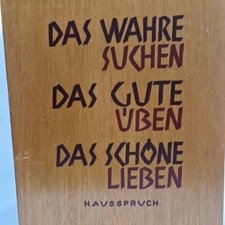 DAS WAHRE
SUCHEN
DAS GUTE
ÜBEN
DAS SCHÖNE
LIEBEN
HAUSSPRUCH